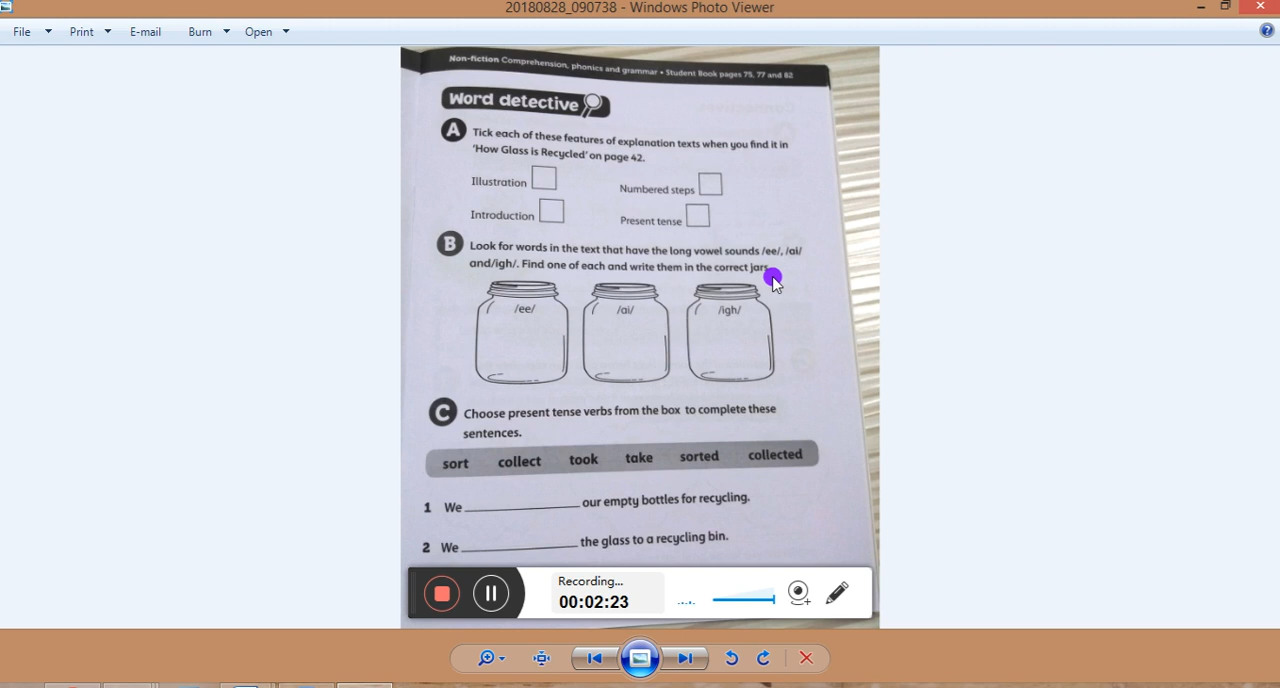 20180828_090738 - Windows Photo Viewer
File Print E-mail Burn Open
Non-fiction Comprehension, phonics and grammar • Student Book pages 75, 77 and 82
Word detective
A Tick each of these features of explanation texts when you find it in
'How Glass is Recycled' on page 42.
Illustration Numbered steps
Introduction Present tense
B Look for words in the text that have the long vowel sounds /ee/, /ai/
and/igh/. Find one of each and write them in the correct jars
/ee/ /ai/ /igh/
C Choose present tense verbs from the box to complete these
sentences.
sort collect took take sorted collected
1 We ____________ our empty bottles for recycling.
2 We ____________ the glass to a recycling bin.
Recording...
00:02:23